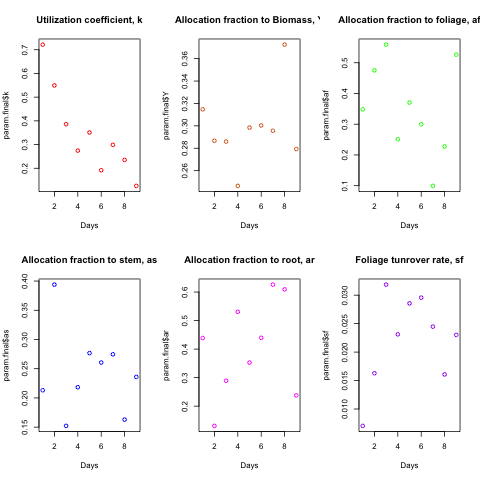 Utilization coefficient, k
param.final$k
0.2 0.3 0.4 0.5 0.6 0.7
2 4 6 8
Days
Allocation fraction to Biomass, Y
param.final$Y
0.26 0.28 0.30 0.32 0.34 0.36
2 4 6 8
Days
Allocation fraction to foliage, af
param.final$af
0.1 0.2 0.3 0.4 0.5
2 4 6 8
Days
Allocation fraction to stem, as
param.final$as
0.15 0.20 0.25 0.30 0.35 0.40
2 4 6 8
Days
Allocation fraction to root, ar
param.final$ar
0.2 0.3 0.4 0.5 0.6
2 4 6 8
Days
Foliage tunrover rate, sf
param.final$sf
0.010 0.015 0.020 0.025 0.030
2 4 6 8
Days